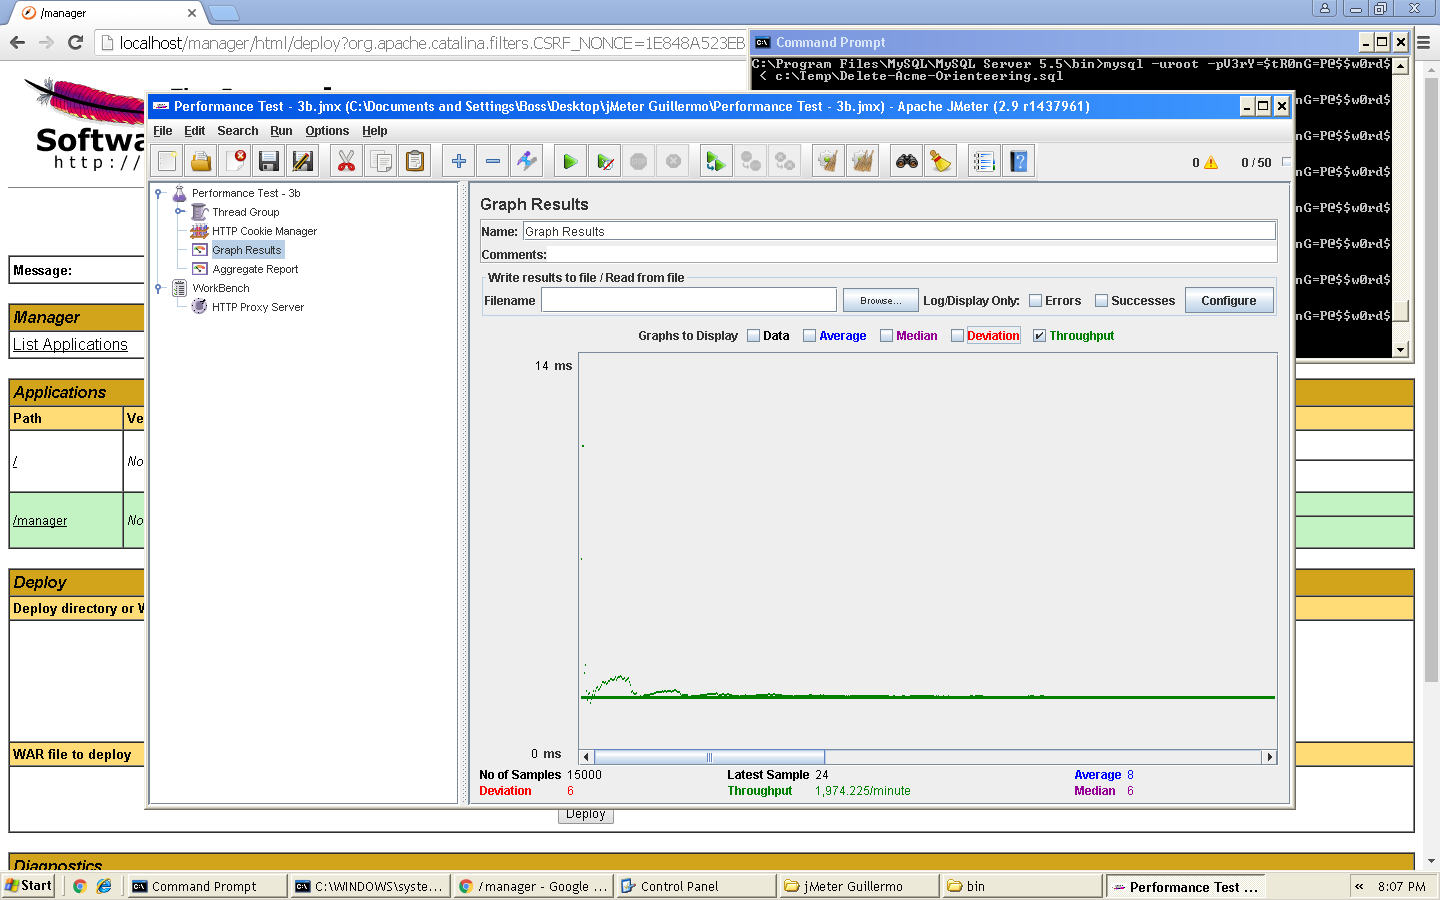 /manager
localhost/manager/html/deploy?org.apache.catalina.filters.CSRF_NONCE=1E848A523EB
Command Prompt
C:\Program Files\MySQL\MySQL Server 5.5\bin>mysql -uroot -pV3rY=$tR0nG=P@$$w0rd$
< c:\Temp\Delete-Acme-Orienteering.sql
nG=P@$$w0rd$
nG=P@$$w0rd$
nG=P@$$w0rd$
nG=P@$$w0rd$
nG=P@$$w0rd$
nG=P@$$w0rd$
Performance Test - 3b.jmx (C:\Documents and Settings\Boss\Desktop\jMeter Guillermo\Performance Test - 3b.jmx) - Apache JMeter (2.9 r1437961)
File Edit Search Run Options Help
0 0 / 50
Softwa
http://
Performance Test - 3b
Thread Group
HTTP Cookie Manager
Graph Results
Aggregate Report
WorkBench
HTTP Proxy Server
Graph Results
Name: Graph Results
Comments:
Write results to file / Read from file
Filename Browse... Log/Display Only: Errors Successes Configure
Graphs to Display Data Average Median Deviation Throughput
14 ms
0 ms
No of Samples 15000 Latest Sample 24 Average 8
Deviation 6 Throughput 1,974.225/minute Median 6
Message:
Manager
List Applications
Applications
Path Ve
/ No
/manager No
Deploy
Deploy directory or W
WAR file to deploy
Deploy
Diagnostics
Start Command Prompt C:\WINDOWS\syste... /manager - Google ... Control Panel jMeter Guillermo bin Performance Test ... « 8:07 PM